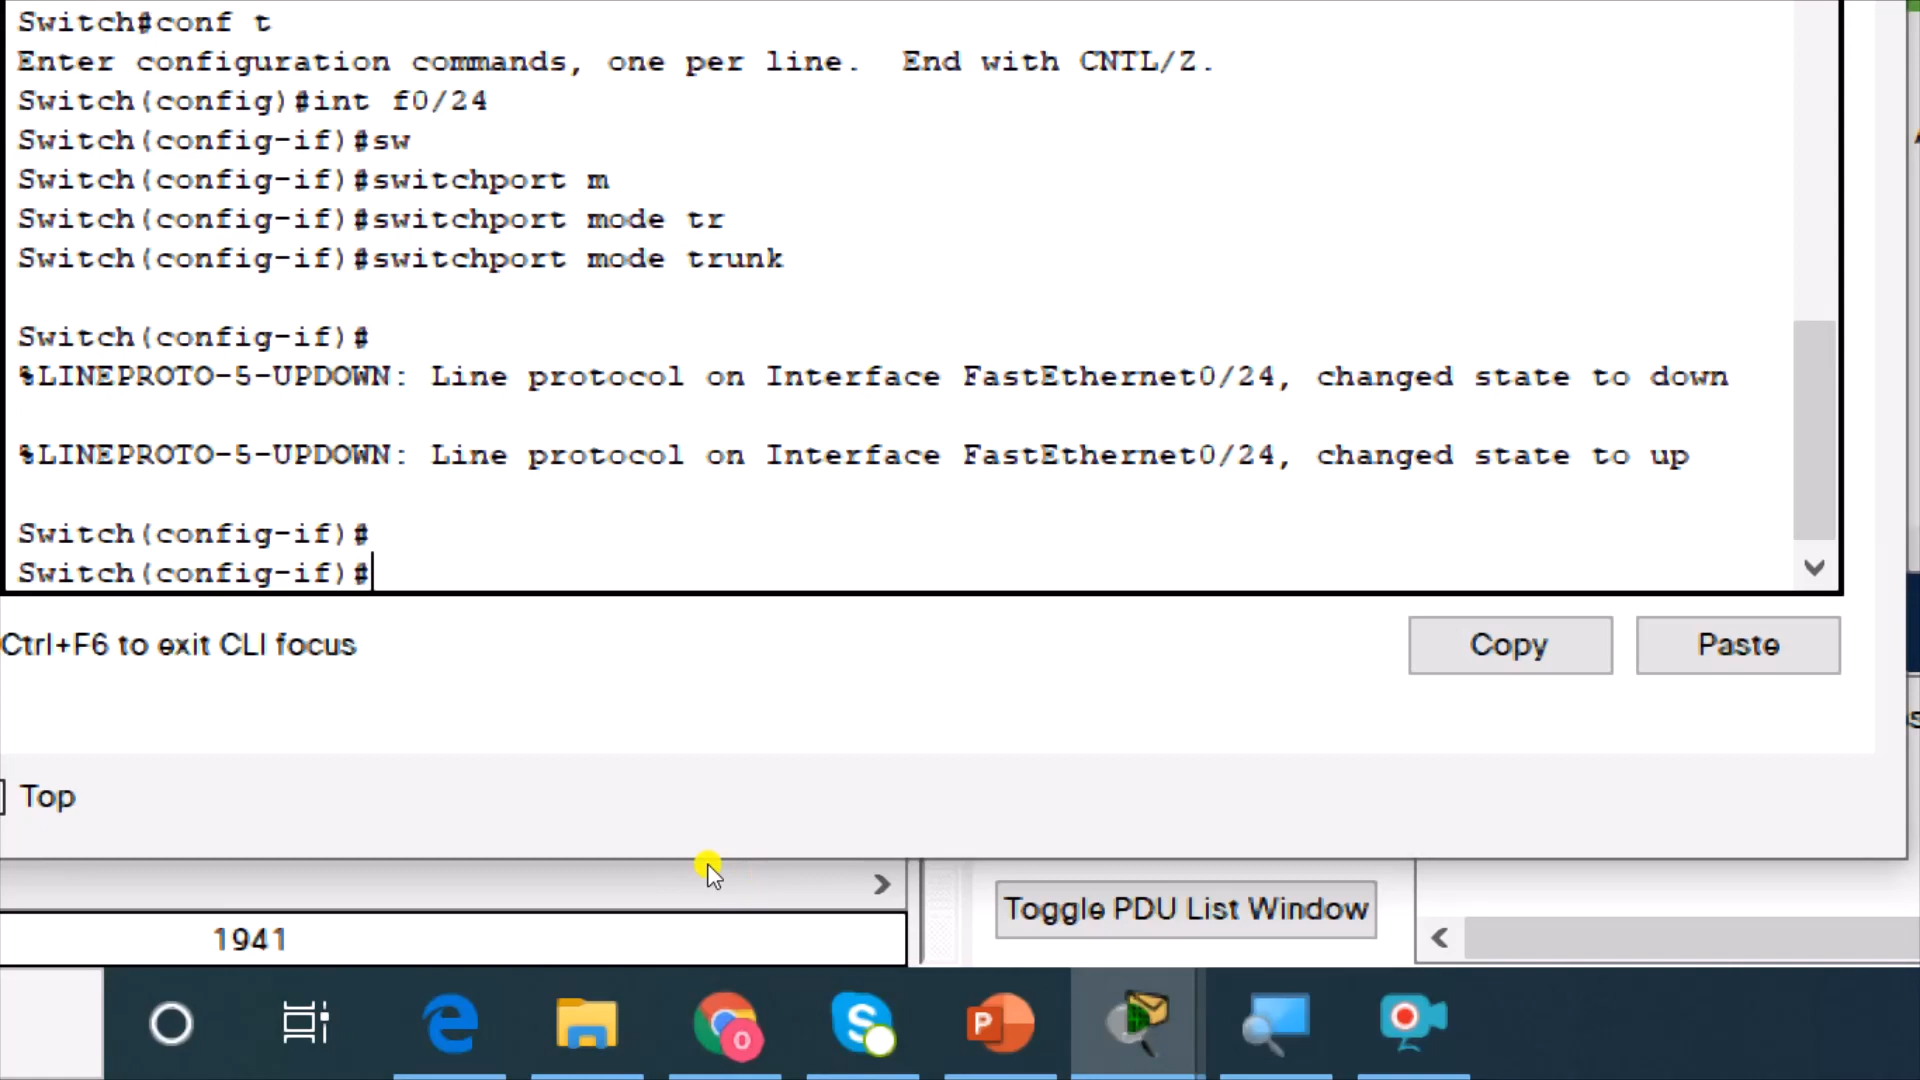 Switch#conf t
Enter configuration commands, one per line.  End with CNTL/Z.
Switch(config)#int f0/24
Switch(config-if)#sw
Switch(config-if)#switchport m
Switch(config-if)#switchport mode tr
Switch(config-if)#switchport mode trunk
Switch(config-if)#
%LINEPROTO-5-UPDOWN: Line protocol on Interface FastEthernet0/24, changed state to down
%LINEPROTO-5-UPDOWN: Line protocol on Interface FastEthernet0/24, changed state to up
Switch(config-if)#
Switch(config-if)#
Ctrl+F6 to exit CLI focus
Copy
Paste
Top
Toggle PDU List Window
1941